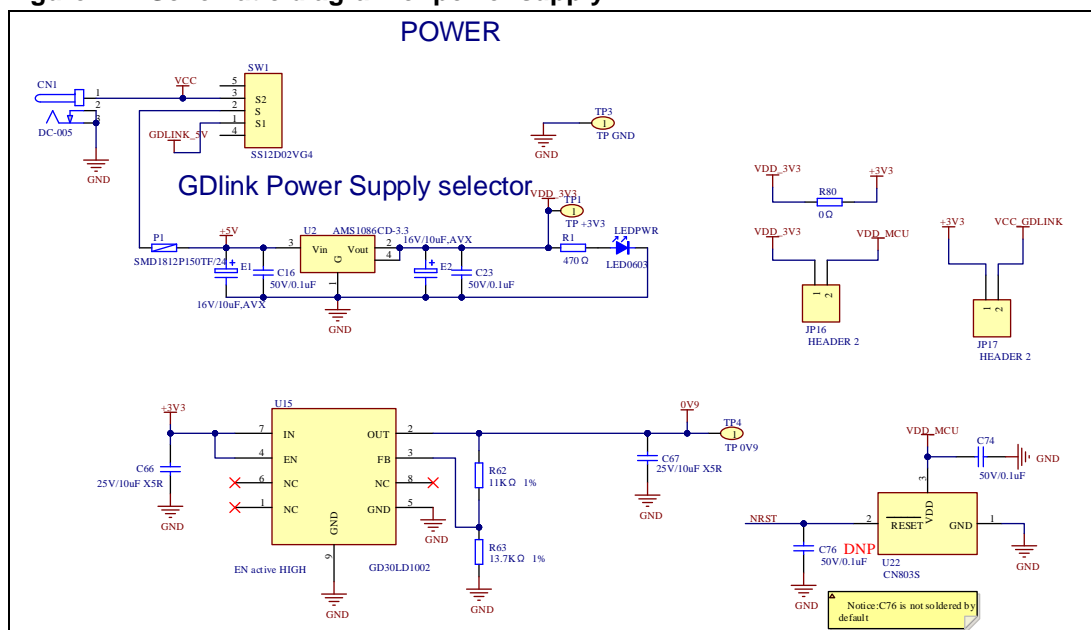 POWER
CN1
1
2
3
DC-005
GND
VCC
GDLINK_5V
SW1
5
3
2
1
4
S2
S
S1
SS12D02VG4
TP3
1
TP GND
GND
GDlink Power Supply selector
P1
SMD1812P150TF/24
+5V
E1
16V/10uF,AVX
C16
50V/0.1uF
U2
AMS1086CD-3.3
3
Vin
Vout
2
4
G
1
GND
16V/10uF,AVX
E2
C23
50V/0.1uF
VDD_3V3
TP1
1
TP +3V3
R1
470Ω
LEDPWR
LED0603
VDD_3V3
+3V3
R80
0Ω
VDD_3V3
VDD_MCU
1
2
JP16
HEADER 2
+3V3
VCC_GDLINK
1
2
JP17
HEADER 2
+3V3
C66
25V/10uF X5R
GND
U15
7
IN
4
EN
6
NC
1
NC
OUT
2
FB
3
NC
8
GND
5
GND
GND
9
EN active HIGH
GD30LD1002
GND
R62
11KΩ 1%
R63
13.7KΩ 1%
GND
C67
25V/10uF X5R
GND
0V9
TP4
1
TP 0V9
VDD_MCU
C74
50V/0.1uF
GND
3
NRST
2
RESET
VDD
GND
1
GND
C76
DNP
50V/0.1uF
GND
U22
CN803S
Notice:C76 is not soldered by
default